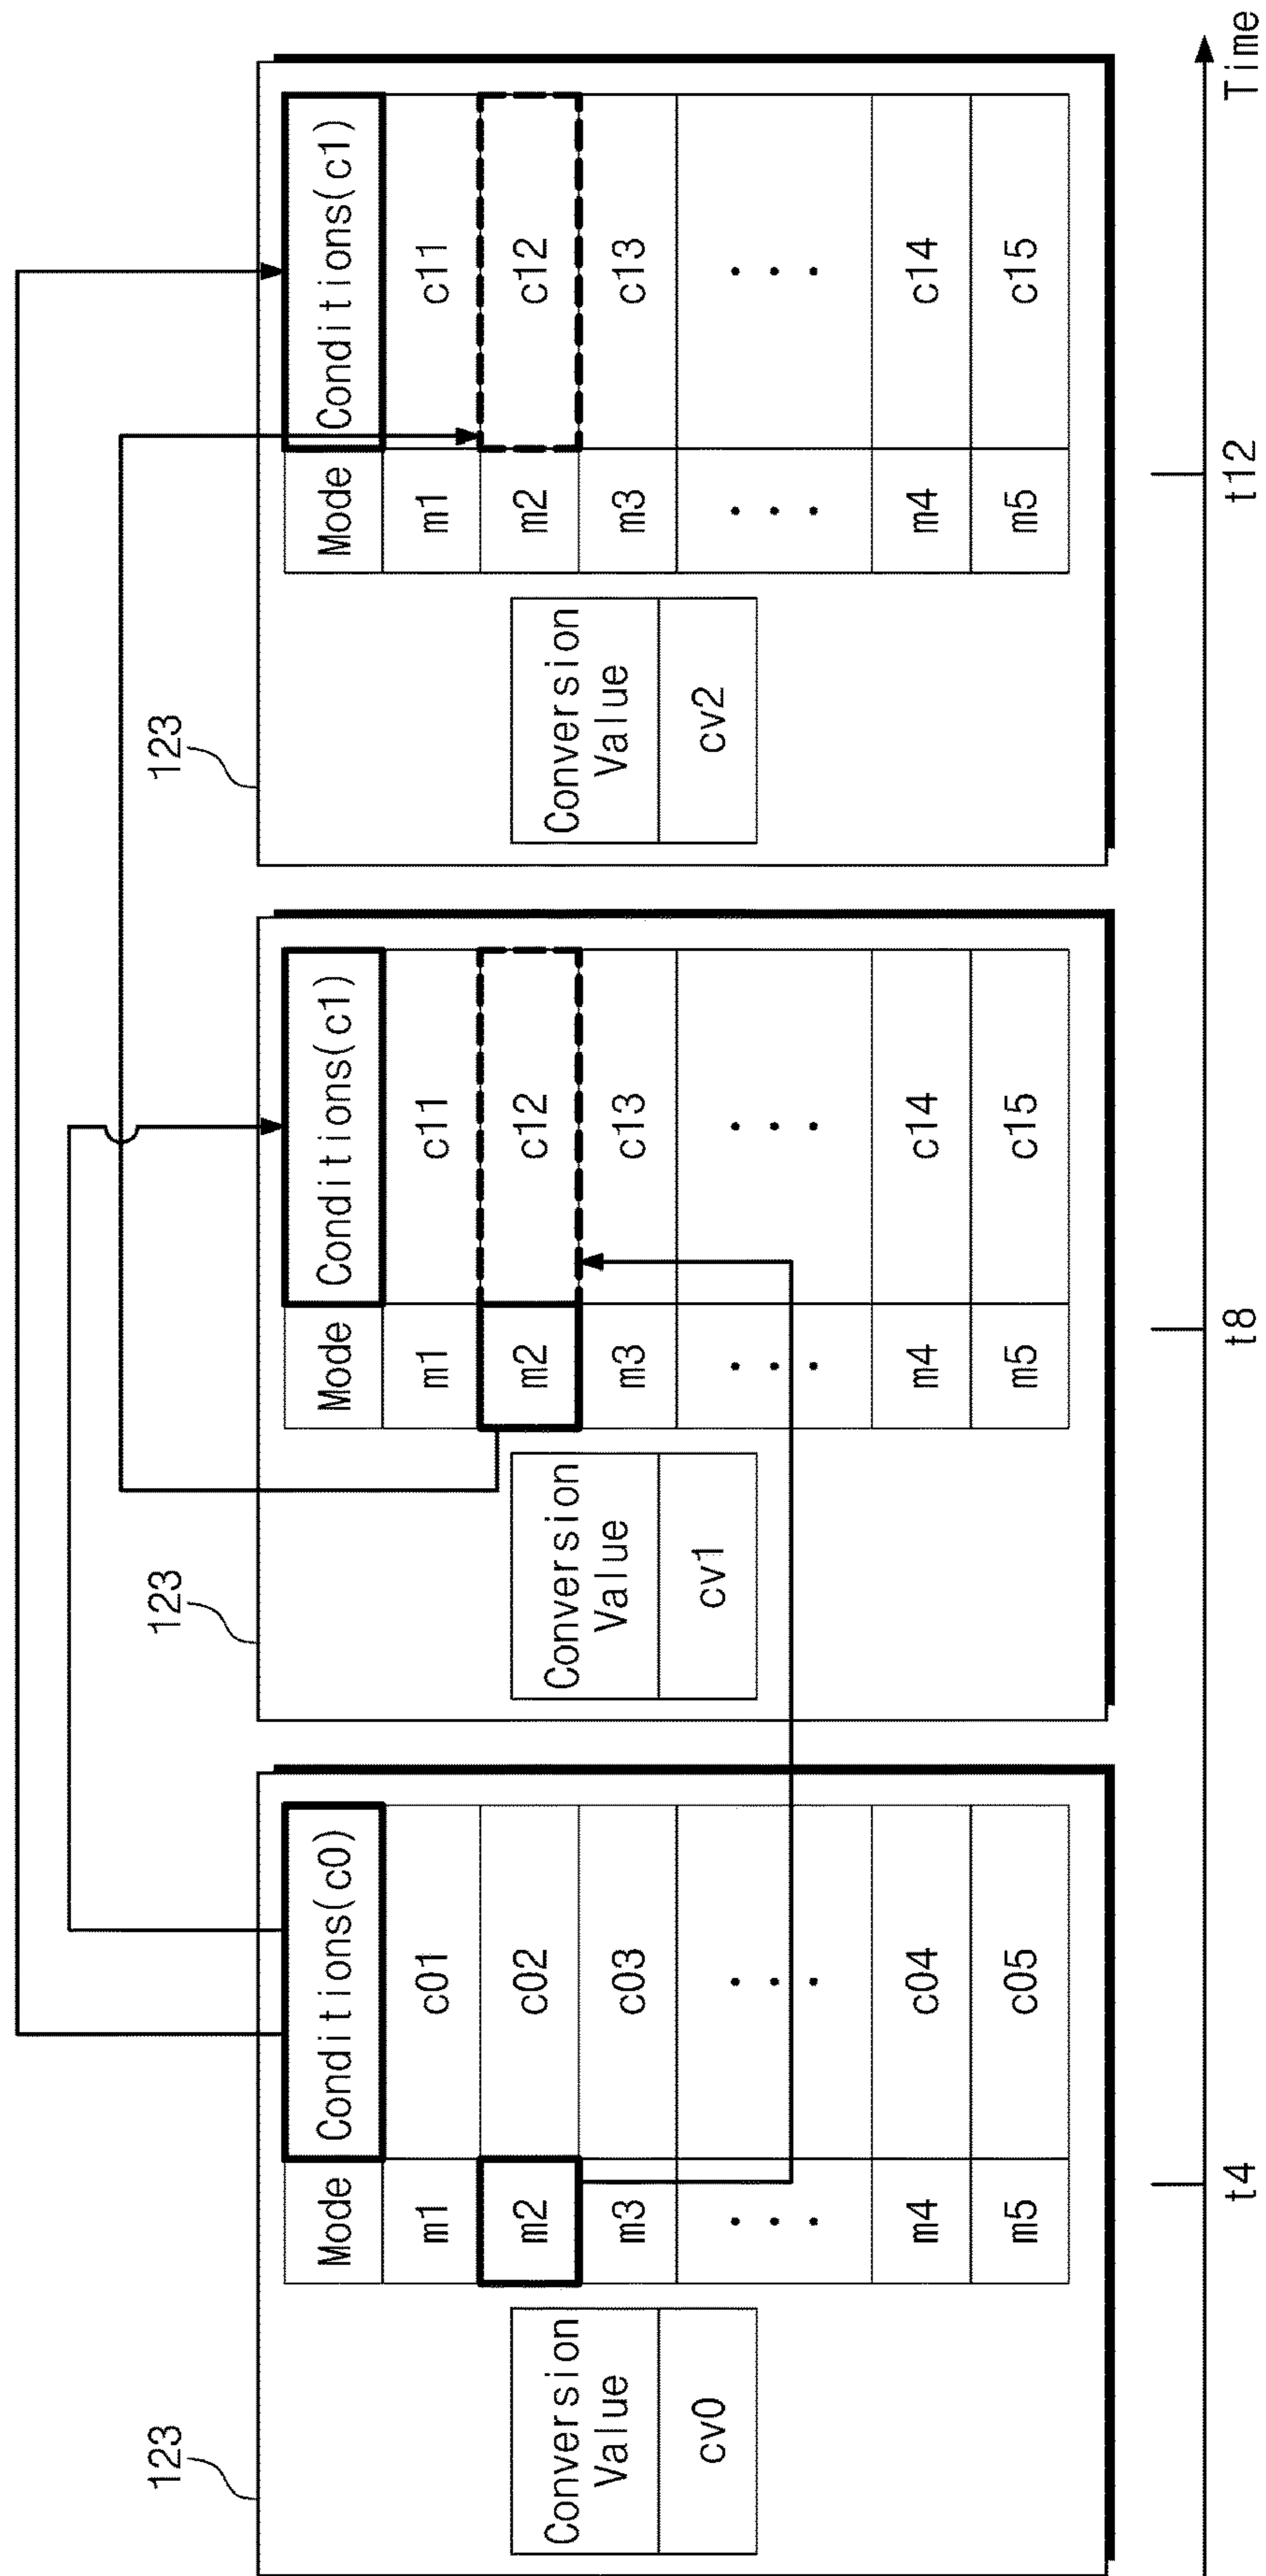 123
Conversion
Value
cv0
Mode Conditions(c0)
m1 c01
m2 c02
m3 c03
m4 c04
m5 c05
123
Conversion
Value
cv1
Mode Conditions(c1)
m1 c11
m2 c12
m3 c13
m4 c14
m5 c15
123
Conversion
Value
cv2
Mode Conditions(c1)
m1 c11
m2 c12
m3 c13
m4 c14
m5 c15
t4 t8 t12 Time